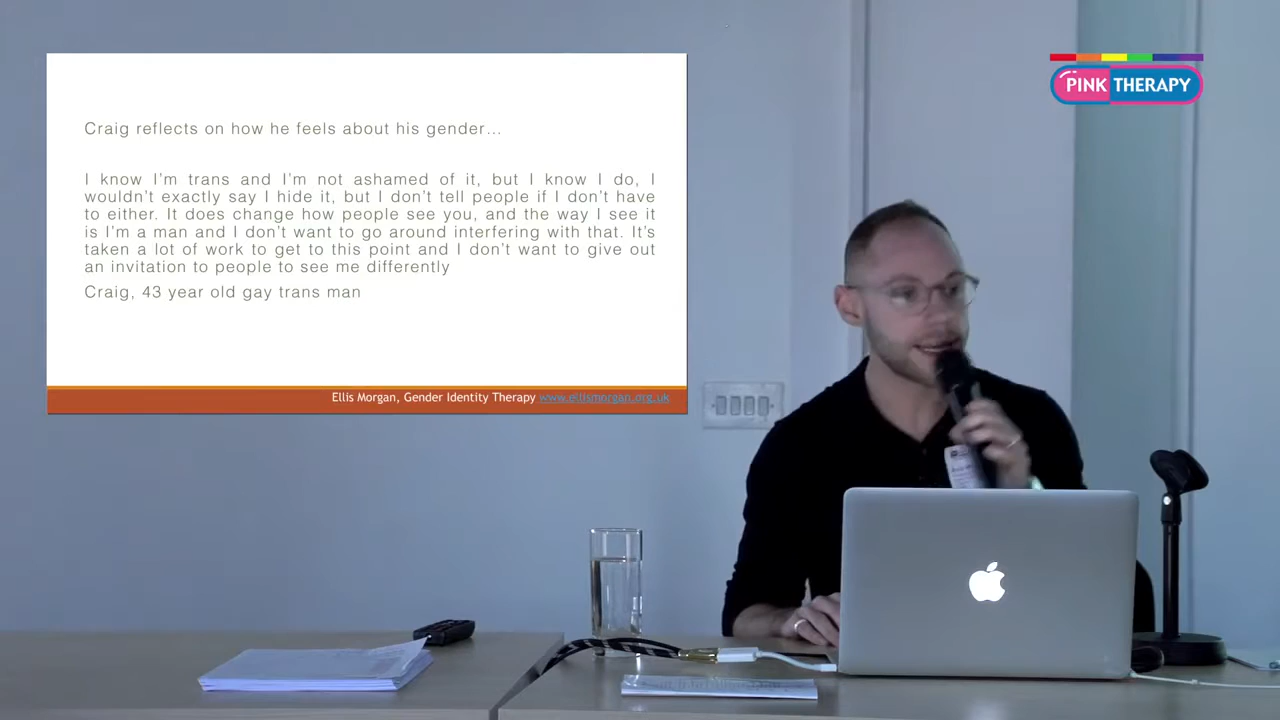 PINK THERAPY
Craig reflects on how he feels about his gender...
I know I'm trans and I'm not ashamed of it, but I know I do, I
wouldn't exactly say I hide it, but I don't tell people if I don't have
to either. It does change how people see you, and the way I see it
is I'm a man and I don't want to go around interfering with that. It's
taken a lot of work to get to this point and I don't want to give out
an invitation to people to see me differently
Craig, 43 year old gay trans man
Ellis Morgan, Gender Identity Therapy www.ellismorgan.org.uk